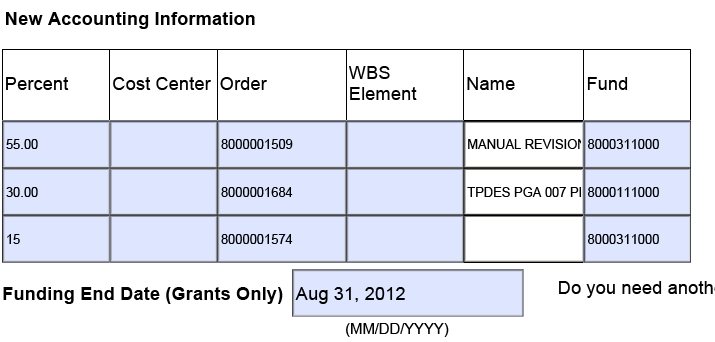 New Accounting Information
Percent Cost Center Order WBS Element Name Fund
55.00 8000001509 MANUAL REVISION 8000311000
30.00 8000001684 TPDES PGA 007 8000111000
15 8000001574 8000311000
Funding End Date (Grants Only) Aug 31, 2012 Do you need
(MM/DD/YYYY)